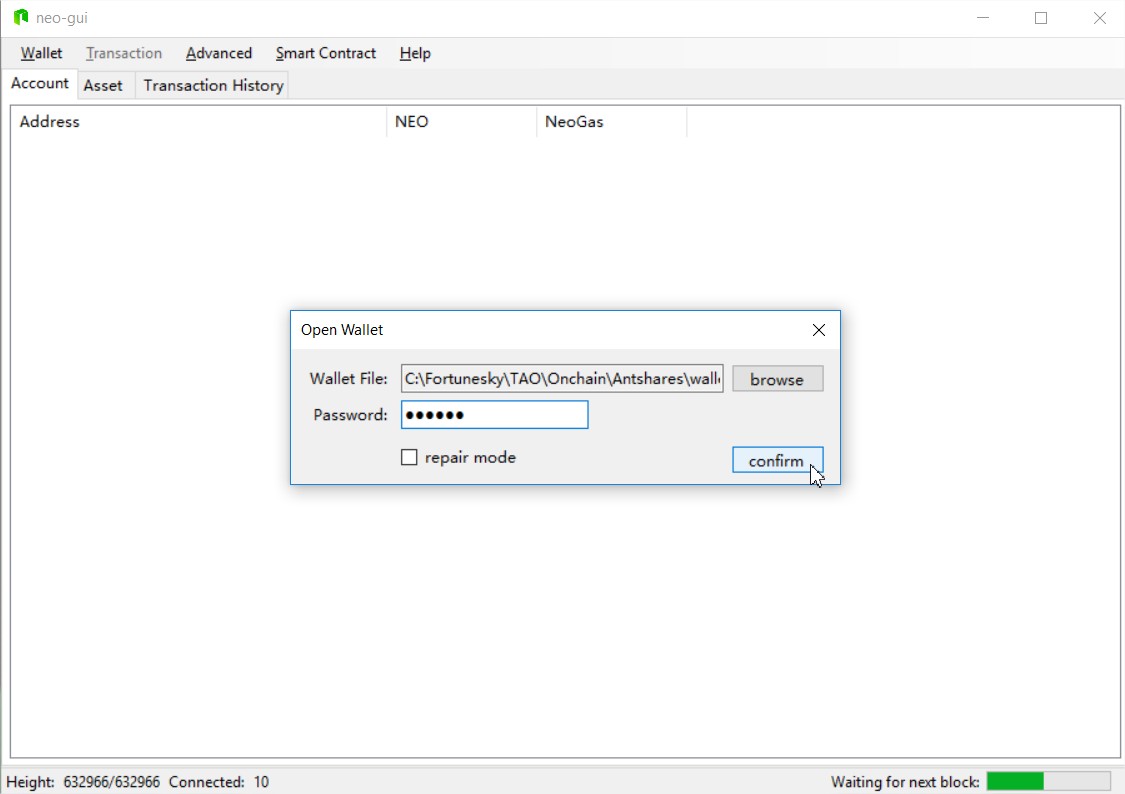 neo-gui
Wallet Transaction Advanced Smart Contract Help
Account Asset Transaction History
Address NEO NeoGas
Open Wallet
Wallet File: C:\Fortunesky\TAO\Onchain\Antshares\wall browse
Password: ●●●●●●
repair mode confirm
Height: 632966/632966 Connected: 10 Waiting for next block: